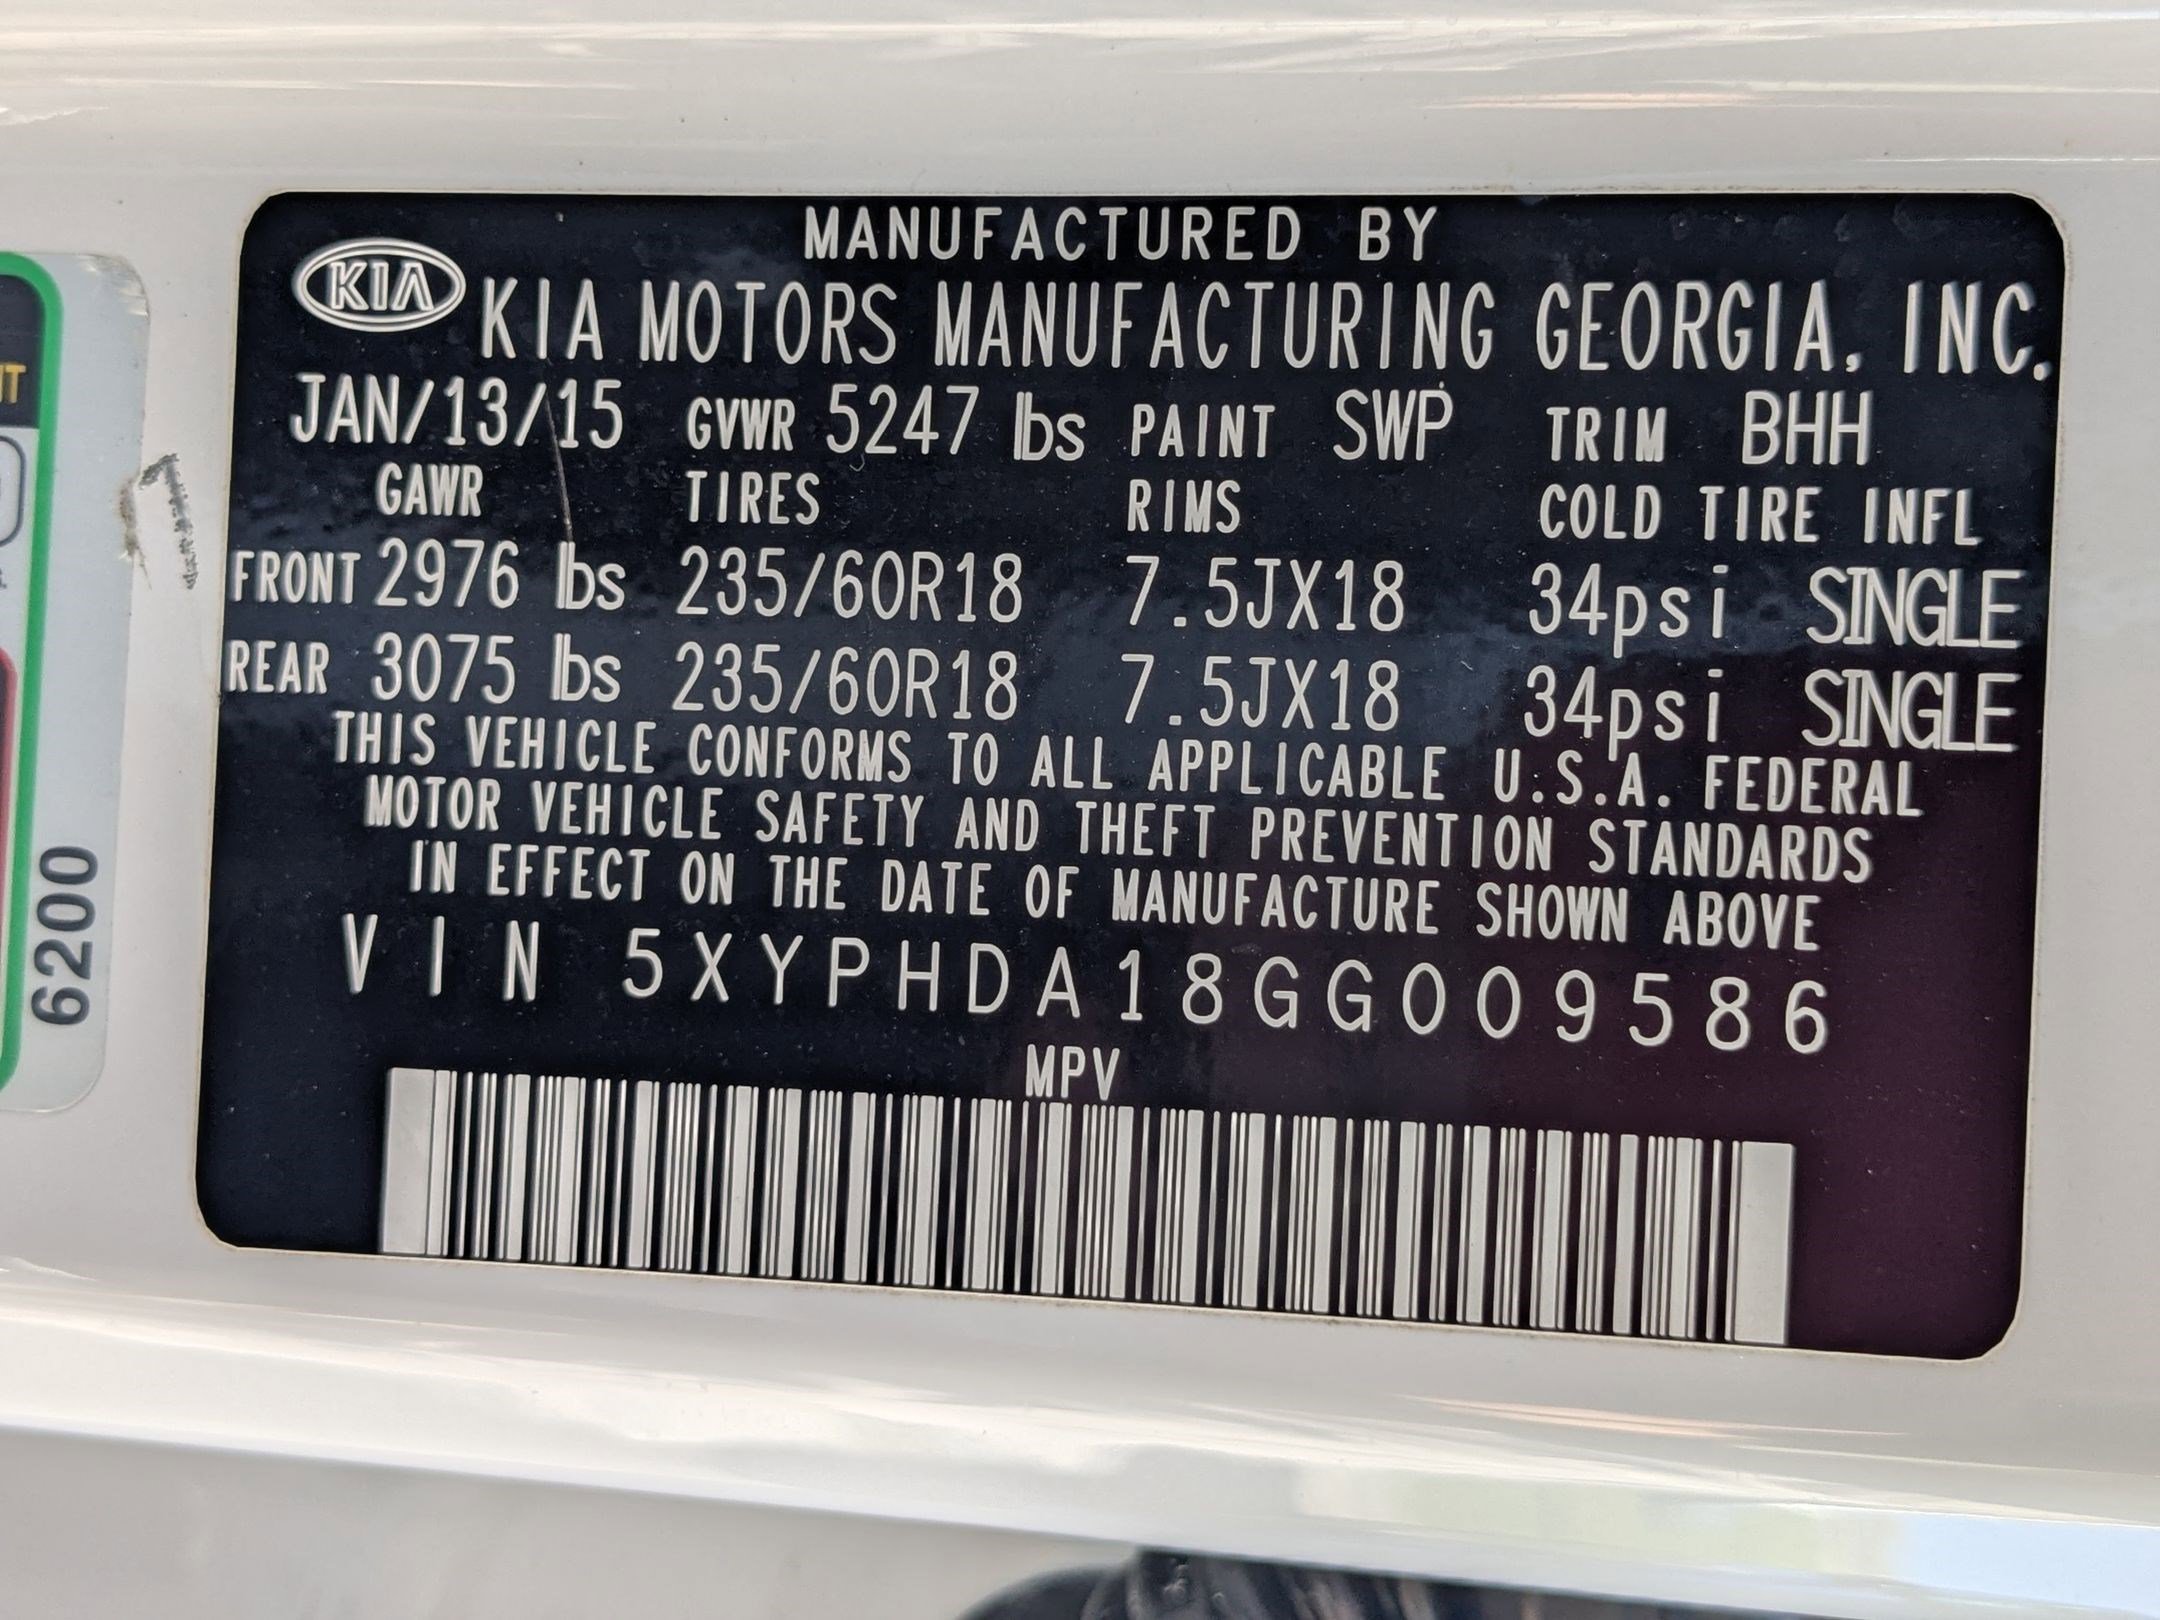 MANUFACTURED BY
KIA KIA MOTORS MANUFACTURING GEORGIA, INC.
JAN/13/15 GVWR 5247 lbs PAINT SWP TRIM BHH
GAWR TIRES RIMS COLD TIRE INFL
FRONT 2976 lbs 235/60R18 7.5JX18 34psi SINGLE
REAR 3075 lbs 235/60R18 7.5JX18 34psi SINGLE
THIS VEHICLE CONFORMS TO ALL APPLICABLE U.S.A. FEDERAL
MOTOR VEHICLE SAFETY AND THEFT PREVENTION STANDARDS
IN EFFECT ON THE DATE OF MANUFACTURE SHOWN ABOVE
VIN 5XYPHDA18GG009586
MPV
6200